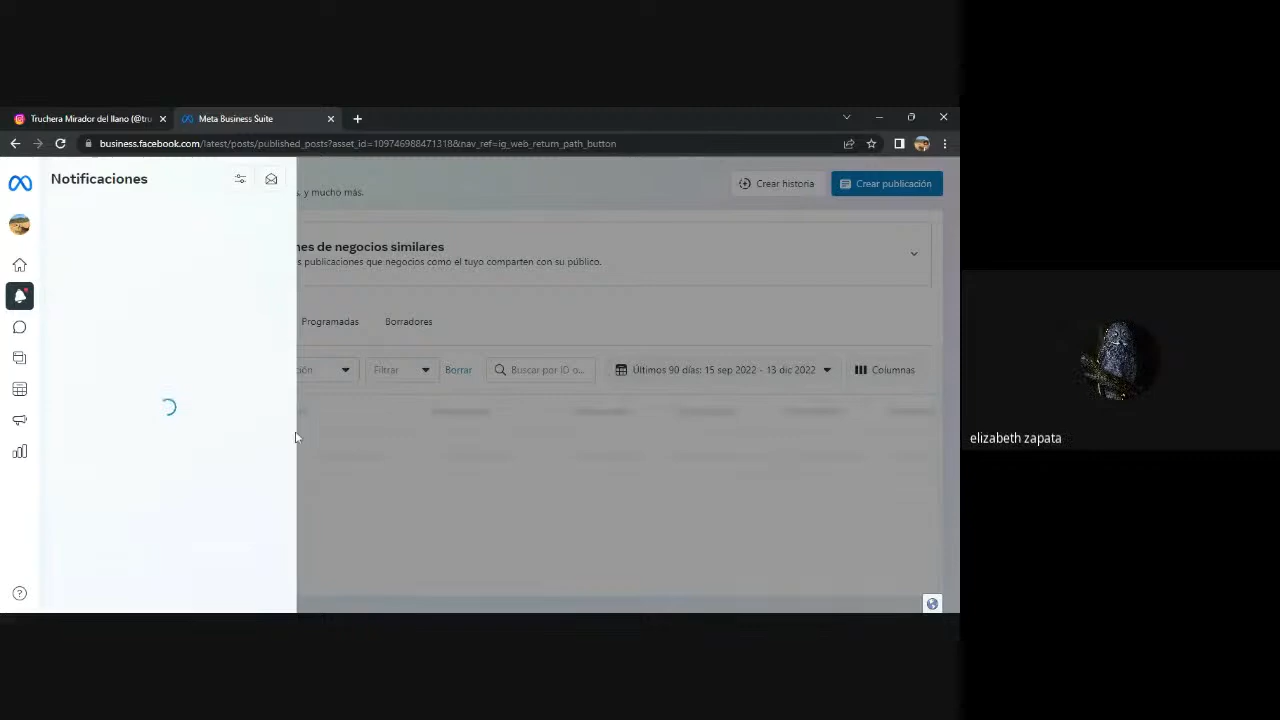 Truchera Mirador del llano (@tru
Meta Business Suite
business.facebook.com/latest/posts/published_posts?asset_id=109746988471318&nav_ref=ig_web_return_path_button
Notificaciones
s, y mucho más.
Crear historia
Crear publicación
nes de negocios similares
s publicaciones que negocios como el tuyo comparten con su público.
Programadas
Borradores
ción
Filtrar
Borrar
Buscar por ID o...
Últimos 90 días: 15 sep 2022 - 13 dic 2022
Columnas
elizabeth zapata